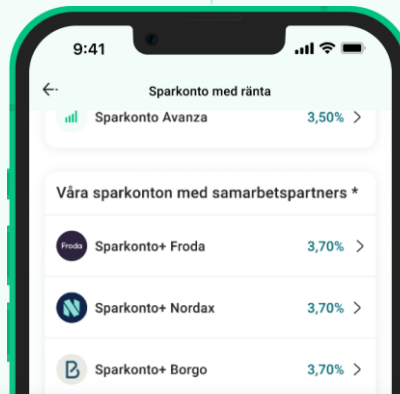 9:41
Sparkonto med ränta
Sparkonto Avanza 3,50%
Våra sparkonton med samarbetspartners *
Froda Sparkonto+ Froda 3,70%
Sparkonto+ Nordax 3,70%
Sparkonto+ Borgo 3,70%